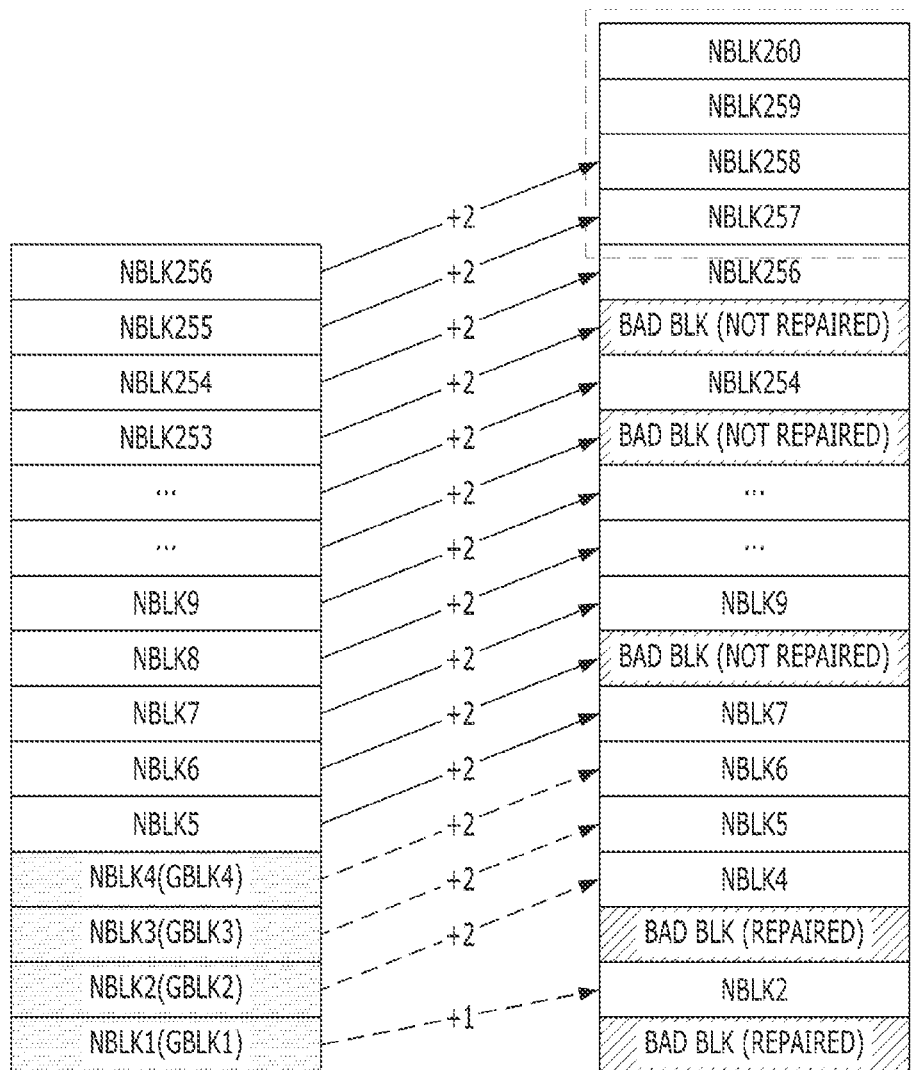 NBLK260
NBLK259
NBLK258
NBLK257
NBLK256
BAD BLK (NOT REPAIRED)
NBLK254
BAD BLK (NOT REPAIRED)
...
...
NBLK9
BAD BLK (NOT REPAIRED)
NBLK7
NBLK6
NBLK5
NBLK4
BAD BLK (REPAIRED)
NBLK2
BAD BLK (REPAIRED)
+2
+2
+2
+2
+2
+2
+2
+2
+2
+2
+2
+2
+2
+2
+1
NBLK256
NBLK255
NBLK254
NBLK253
...
...
NBLK9
NBLK8
NBLK7
NBLK6
NBLK5
NBLK4(GBLK4)
NBLK3(GBLK3)
NBLK2(GBLK2)
NBLK1(GBLK1)